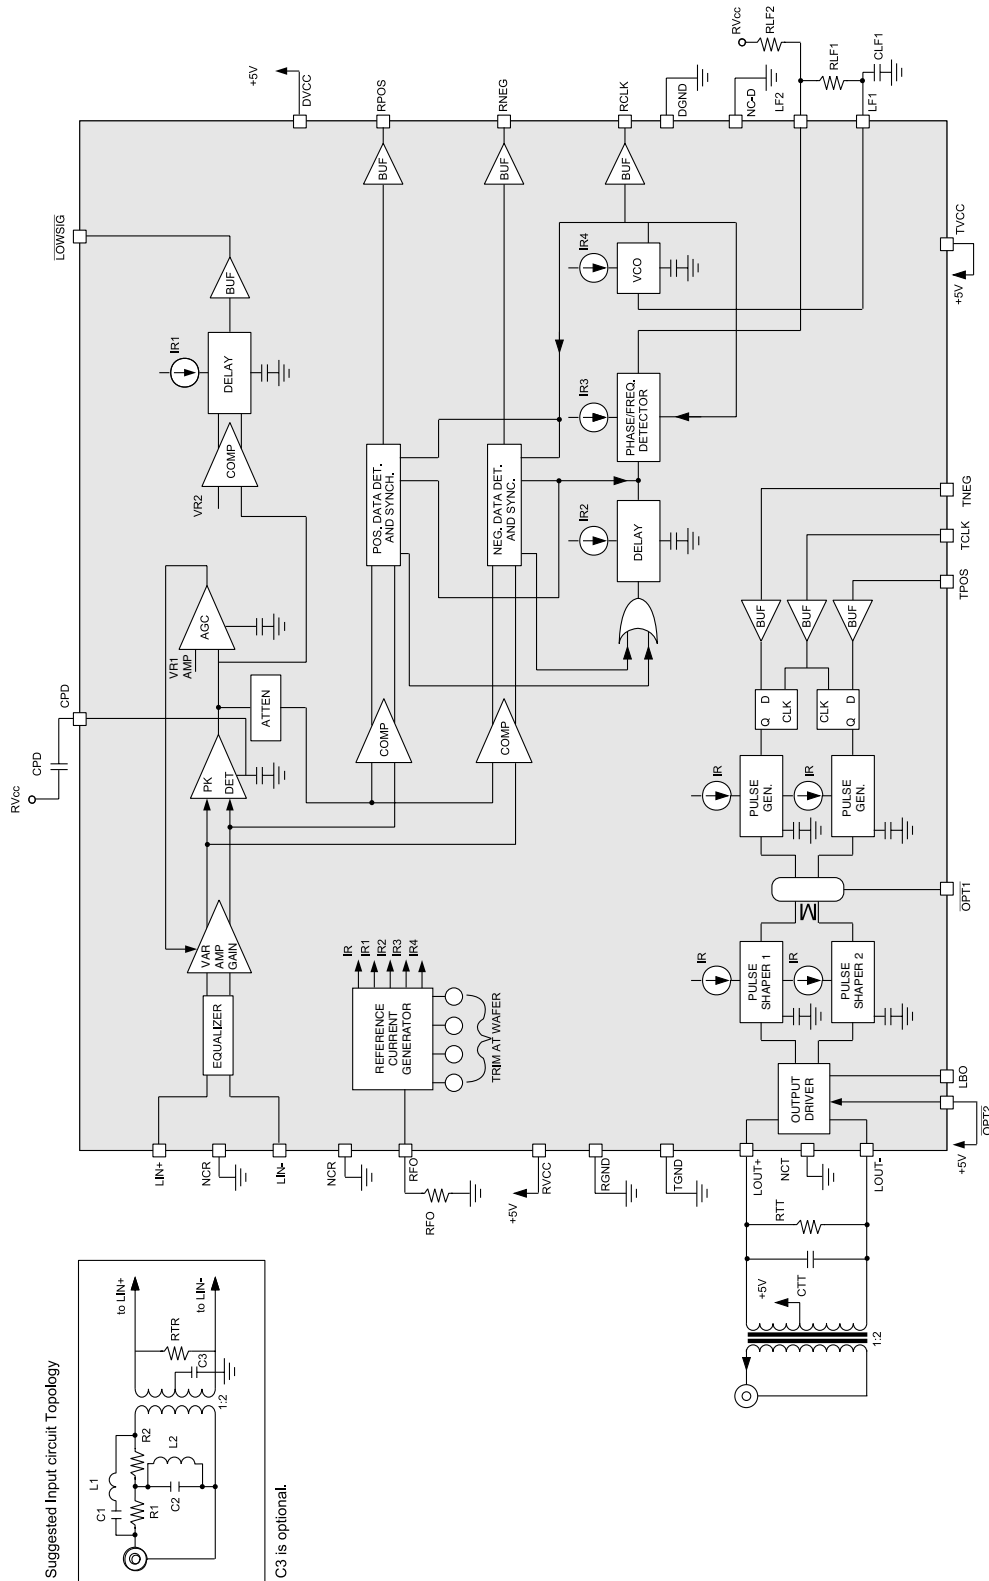 Suggested Input circuit Topology
C1
L1
R1
R2
C2
L2
1:2
C3
RTR
to LIN+
to LIN-
C3 is optional.
RVcc
CPD
CPD
LOWSIG
+5V
DVCC
LIN+
NCR
LIN-
NCR
RFO
RFO
+5V
RVCC
RGND
TGND
LOUT+
NCT
LOUT-
RTT
CTT
+5V
1:2
EQUALIZER
VAR
AMP
GAIN
PK
DET
ATTEN
VR1
AMP
AGC
VR2
COMP
DELAY
IR1
BUF
COMP
COMP
POS. DATA DET.
AND SYNCH.
NEG. DATA DET.
AND SYNC.
BUF
RPOS
BUF
RNEG
BUF
RCLK
DGND
NC-D
LF2
LF1
RVcc
RLF2
RLF1
CLF1
IR2
DELAY
IR3
PHASE/FREQ.
DETECTOR
IR4
VCO
REFERENCE
CURRENT
GENERATOR
IR
IR1
IR2
IR3
IR4
TRIM AT WAFER
OUTPUT
DRIVER
IR
PULSE
SHAPER 1
IR
PULSE
SHAPER 2
M
IR
PULSE
GEN.
IR
PULSE
GEN.
Q D
CLK
CLK
Q D
BUF
BUF
BUF
+5V
OPT2
LBO
OPT1
TPOS
TCLK
TNEG
+5V
TVCC